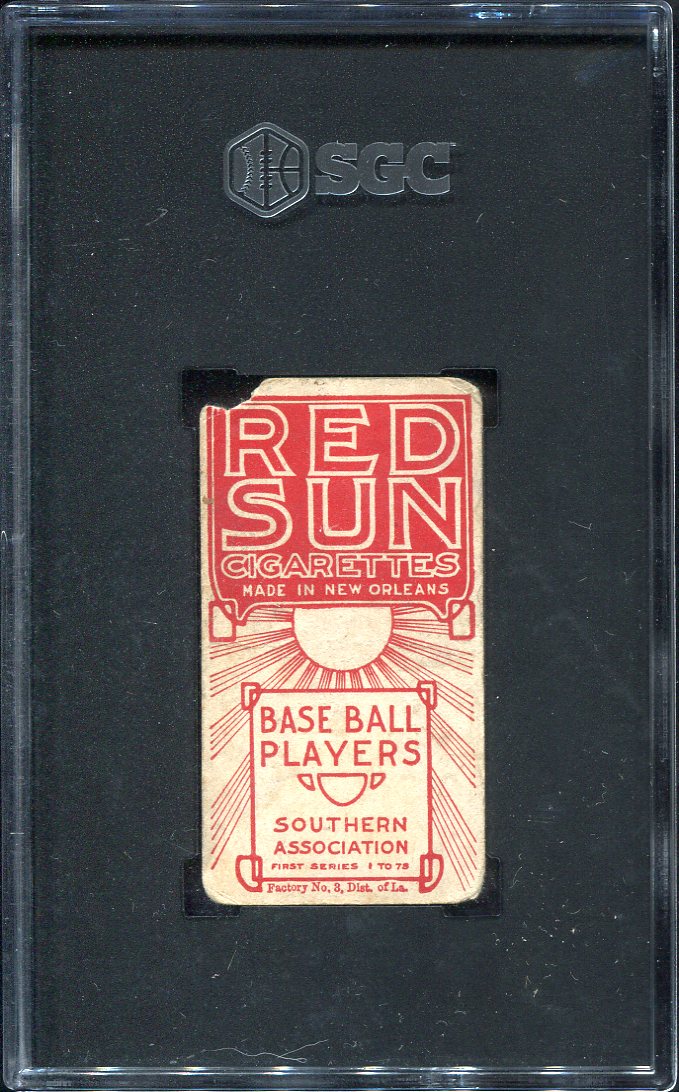 SGC
RED
SUN
CIGARETTES
MADE IN NEW ORLEANS
BASE BALL
PLAYERS
SOUTHERN
ASSOCIATION
FIRST SERIES 1 TO 75
Factory No. 3, Dist. of La.